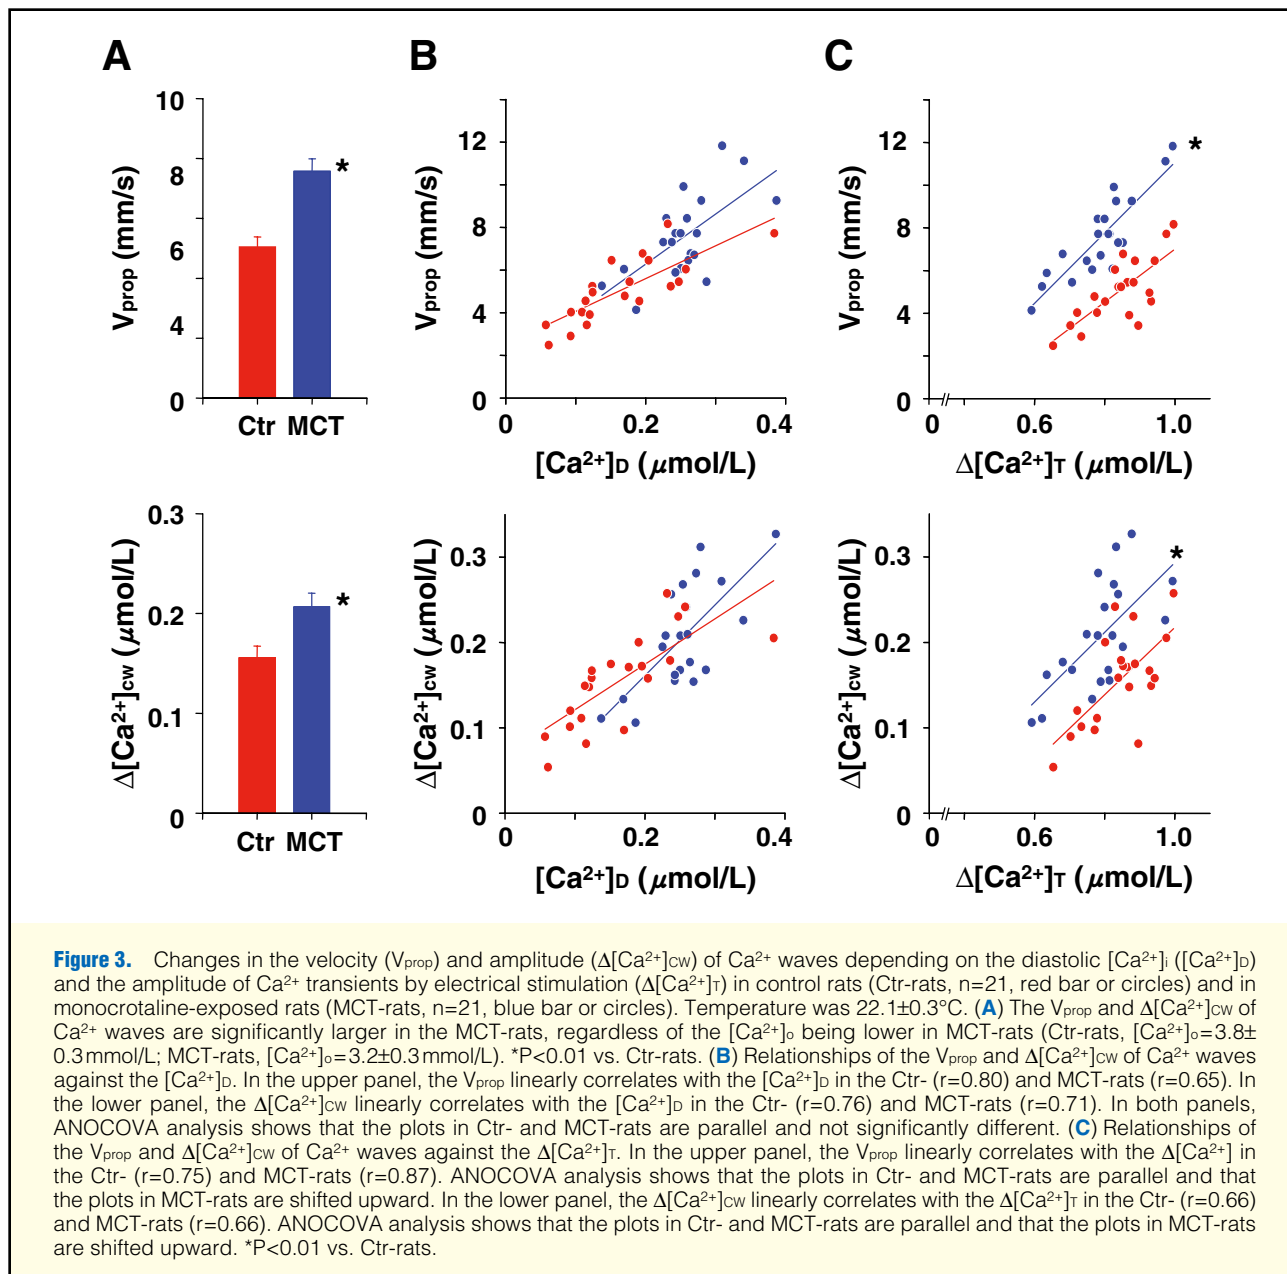 A
B
C
10
8
6
4
0
Vprop (mm/s)
*
Ctr MCT
12
8
4
0
Vprop (mm/s)
0
0.2
0.4
[Ca²⁺]D (μmol/L)
12
8
4
0
Vprop (mm/s)
*
0
0.6
1.0
Δ[Ca²⁺]T (μmol/L)
0.3
0.2
0.1
0
Δ[Ca²⁺]CW (μmol/L)
*
Ctr MCT
0.3
0.2
0.1
0
Δ[Ca²⁺]CW (μmol/L)
0
0.2
0.4
[Ca²⁺]D (μmol/L)
0.3
0.2
0.1
0
Δ[Ca²⁺]CW (μmol/L)
*
0
0.6
1.0
Δ[Ca²⁺]T (μmol/L)
Figure 3. Changes in the velocity (Vprop) and amplitude (Δ[Ca²⁺]CW) of Ca²⁺ waves depending on the diastolic [Ca²⁺]i ([Ca²⁺]D)
and the amplitude of Ca²⁺ transients by electrical stimulation (Δ[Ca²⁺]T) in control rats (Ctr-rats, n=21, red bar or circles) and in
monocrotaline-exposed rats (MCT-rats, n=21, blue bar or circles). Temperature was 22.1±0.3°C. (A) The Vprop and Δ[Ca²⁺]CW of
Ca²⁺ waves are significantly larger in the MCT-rats, regardless of the [Ca²⁺]o being lower in MCT-rats (Ctr-rats, [Ca²⁺]o=3.8±
0.3 mmol/L; MCT-rats, [Ca²⁺]o=3.2±0.3 mmol/L). *P<0.01 vs. Ctr-rats. (B) Relationships of the Vprop and Δ[Ca²⁺]CW of Ca²⁺ waves
against the [Ca²⁺]D. In the upper panel, the Vprop linearly correlates with the [Ca²⁺]D in the Ctr- (r=0.80) and MCT-rats (r=0.65). In
the lower panel, the Δ[Ca²⁺]CW linearly correlates with the [Ca²⁺]D in the Ctr- (r=0.76) and MCT-rats (r=0.71). In both panels,
ANOCOVA analysis shows that the plots in Ctr- and MCT-rats are parallel and not significantly different. (C) Relationships of
the Vprop and Δ[Ca²⁺]CW of Ca²⁺ waves against the Δ[Ca²⁺]T. In the upper panel, the Vprop linearly correlates with the Δ[Ca²⁺] in
the Ctr- (r=0.75) and MCT-rats (r=0.87). ANOCOVA analysis shows that the plots in Ctr- and MCT-rats are parallel and that
the plots in MCT-rats are shifted upward. In the lower panel, the Δ[Ca²⁺]CW linearly correlates with the Δ[Ca²⁺]T in the Ctr- (r=0.66)
and MCT-rats (r=0.66). ANOCOVA analysis shows that the plots in Ctr- and MCT-rats are parallel and that the plots in MCT-rats
are shifted upward. *P<0.01 vs. Ctr-rats.